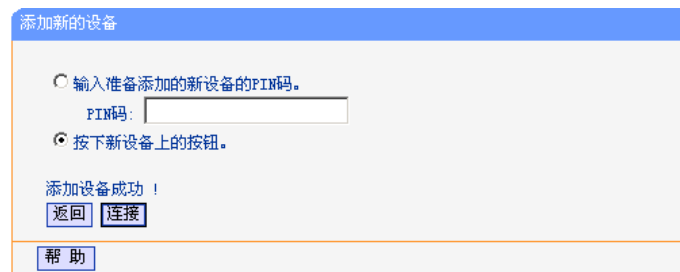 添加新的设备
输入准备添加的新设备的PIN码。
PIN码:
按下新设备上的按钮。
添加设备成功 !
返回 连接
帮 助